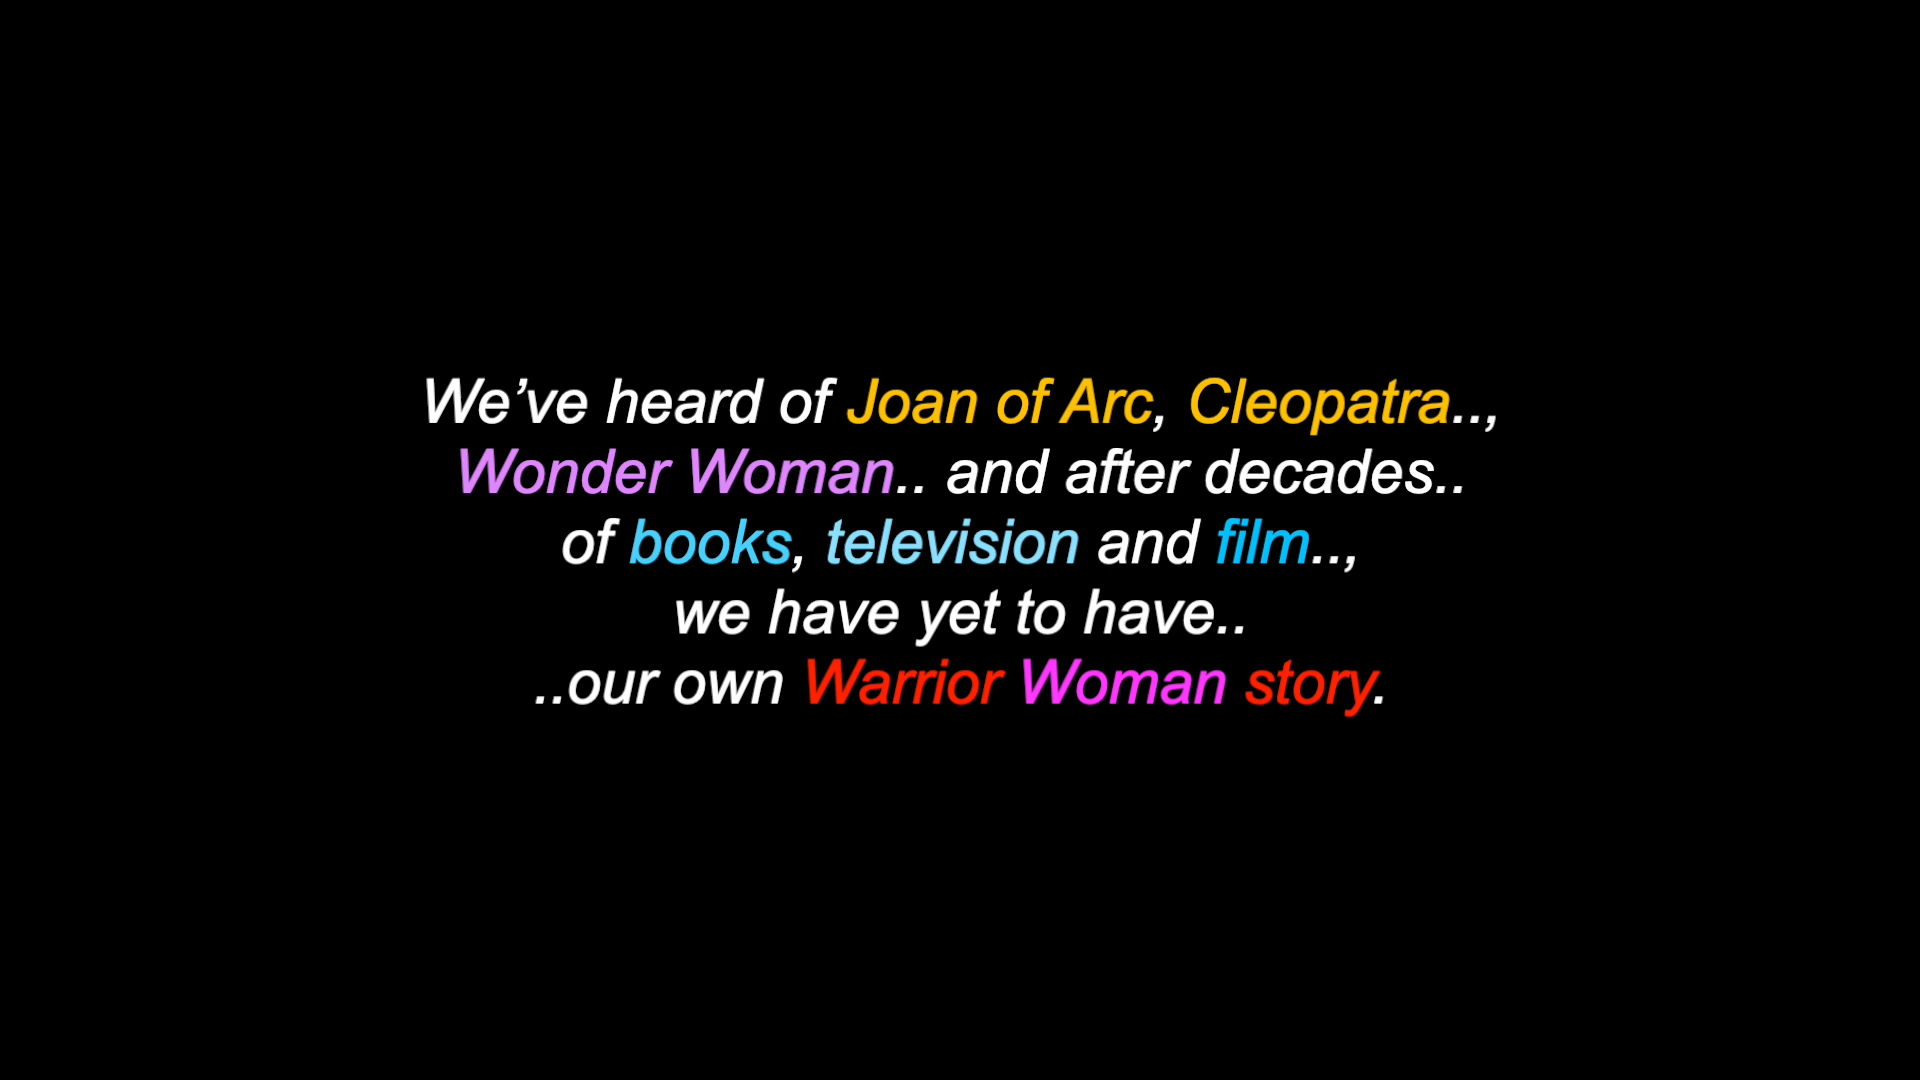 We’ve heard of Joan of Arc, Cleopatra..,
Wonder Woman.. and after decades..
of books, television and film..,
we have yet to have..
..our own Warrior Woman story.